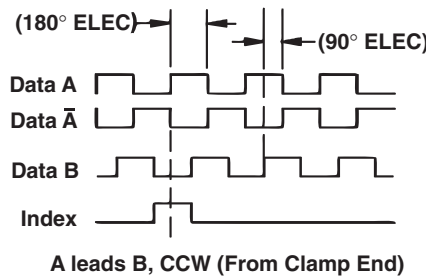 (180° ELEC)
(90° ELEC)
Data A
Data A̅
Data B
Index
A leads B, CCW (From Clamp End)